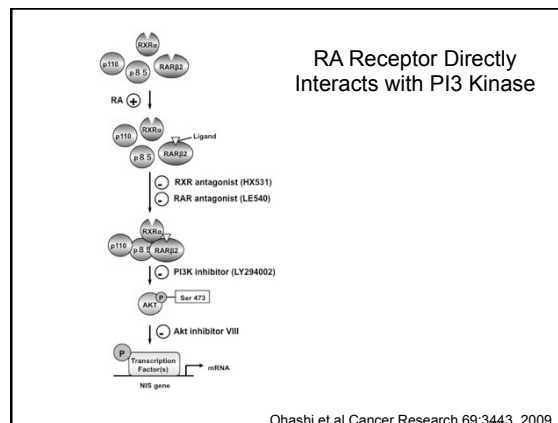 RA Receptor Directly
Interacts with PI3 Kinase
RXRα
p110
p85
RARβ2
RA +
RXRα
Ligand
p110
p85
RARβ2
- RXR antagonist (HX531)
- RAR antagonist (LE540)
RXRα
p110
p85
RARβ2
- PI3K inhibitor (LY294002)
P
Ser 473
AKT
- Akt inhibitor VIII
P
Transcription
Factor(s)
mRNA
NIS gene
Ohashi et al Cancer Research 69:3443, 2009